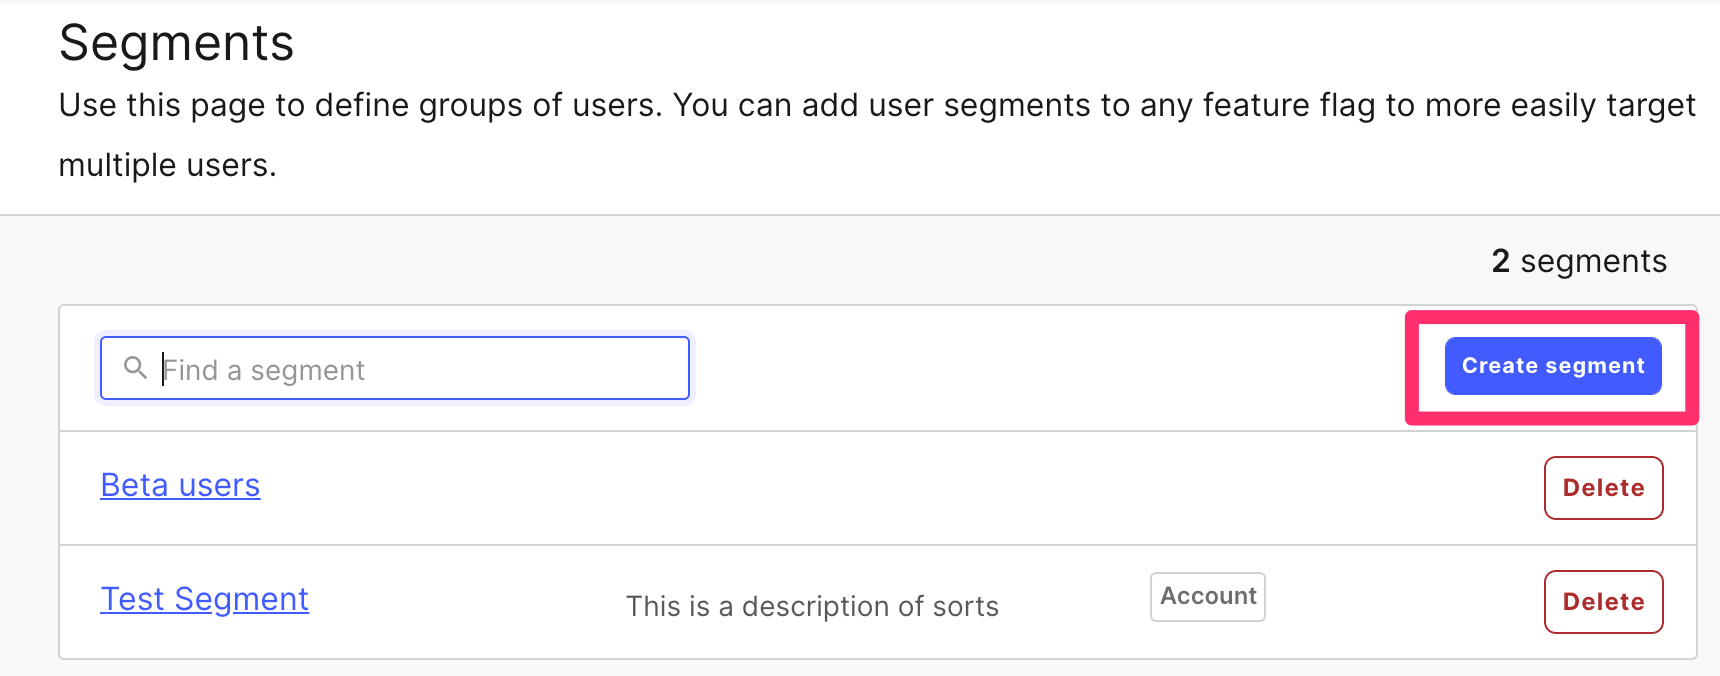 Segments
Use this page to define groups of users. You can add user segments to any feature flag to more easily target
multiple users.
2 segments
Find a segment
Create segment
Beta users
Delete
Test Segment
This is a description of sorts
Account
Delete